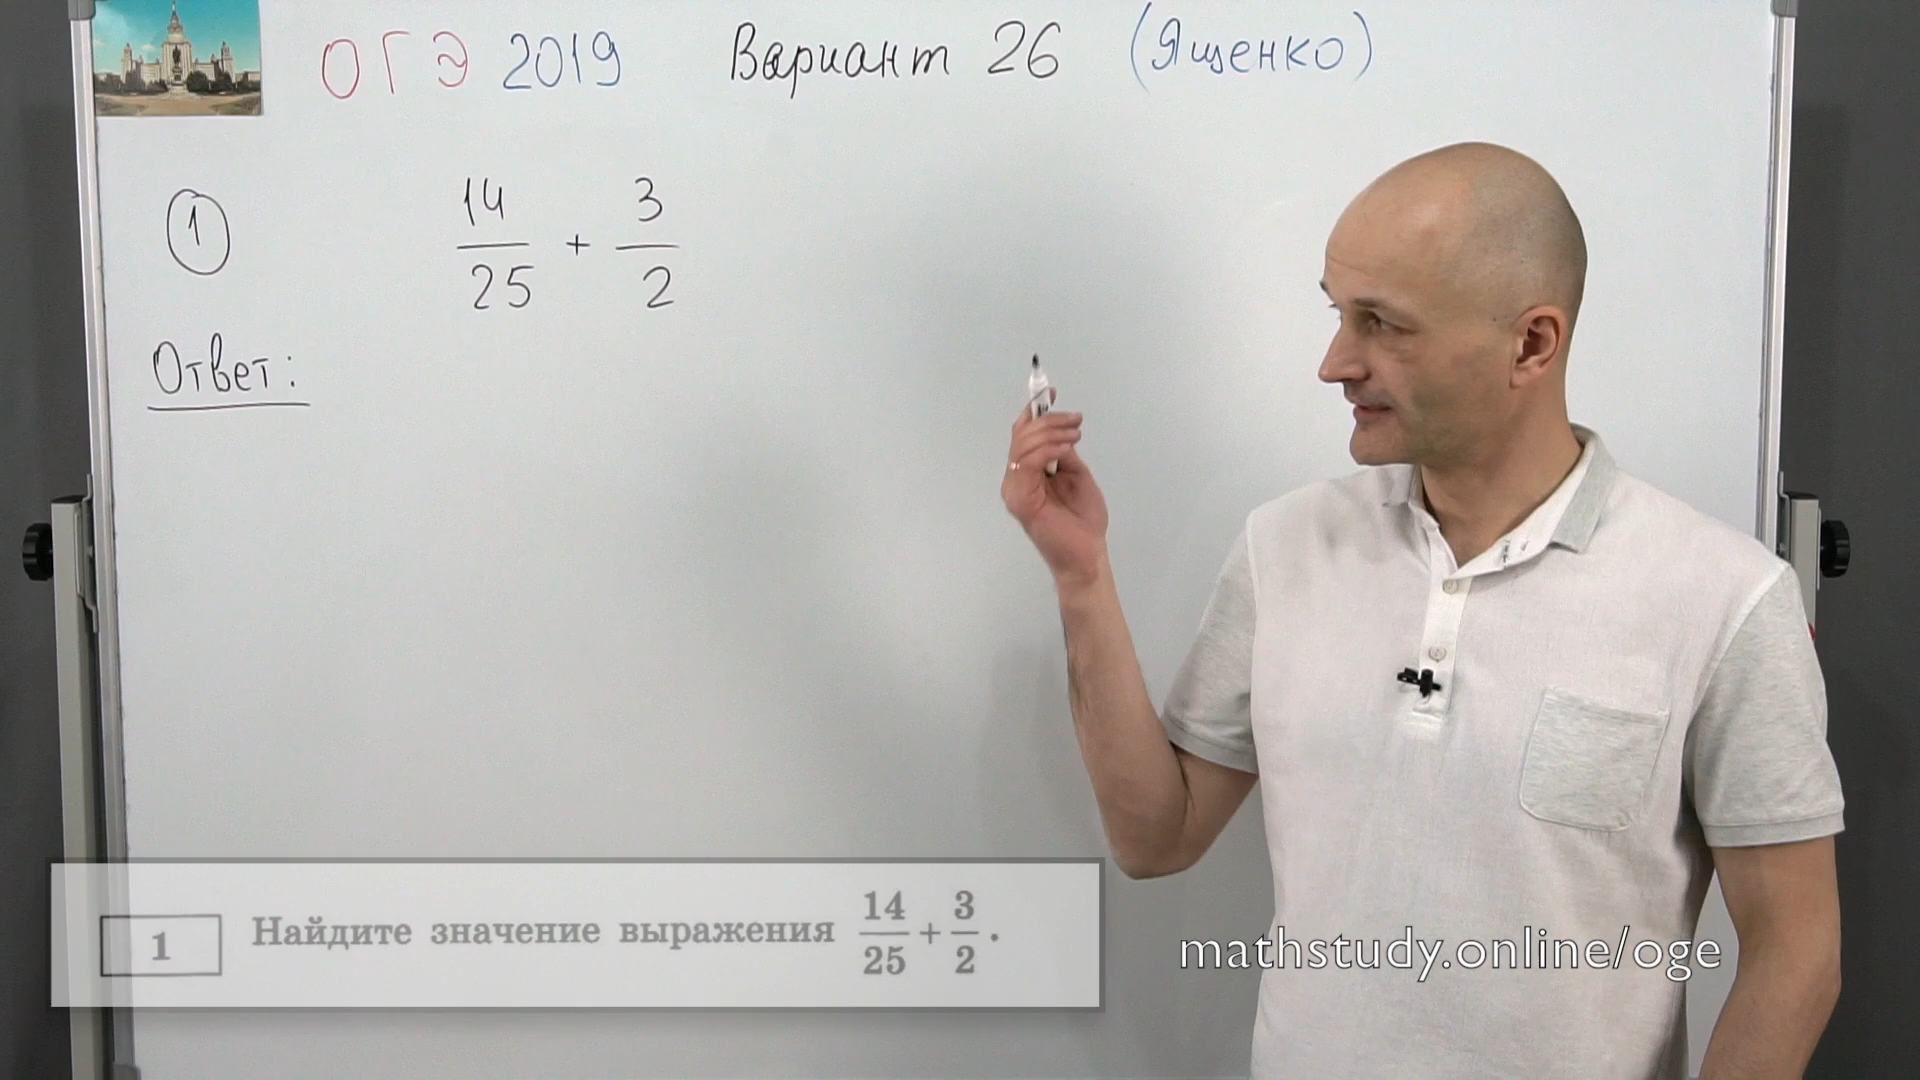 ОГЭ 2019 Вариант 26 (Ященко)
1
14/25 + 3/2
Ответ:
1 Найдите значение выражения 14/25 + 3/2 .
mathstudy.online/oge